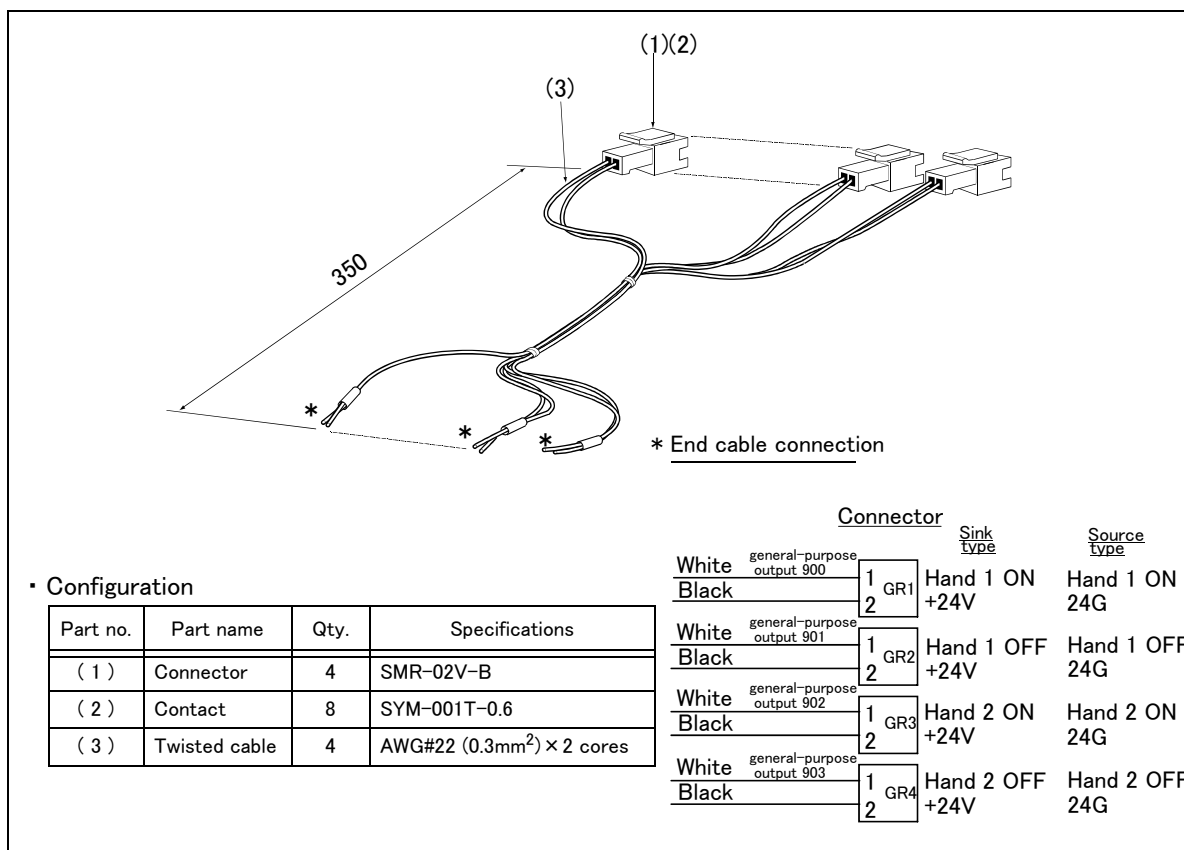 (1)(2)
(3)
350
*
*
*
* End cable connection
・ Configuration
Part no. Part name Qty. Specifications
(1) Connector 4 SMR-02V-B
(2) Contact 8 SYM-001T-0.6
(3) Twisted cable 4 AWG#22 (0.3mm²)×2 cores
Connector
Sink type
Source type
White general-purpose output 900 1 GR1 Hand 1 ON Hand 1 ON
Black 2 +24V 24G
White general-purpose output 901 1 GR2 Hand 1 OFF Hand 1 OFF
Black 2 +24V 24G
White general-purpose output 902 1 GR3 Hand 2 ON Hand 2 ON
Black 2 +24V 24G
White general-purpose output 903 1 GR4 Hand 2 OFF Hand 2 OFF
Black 2 +24V 24G